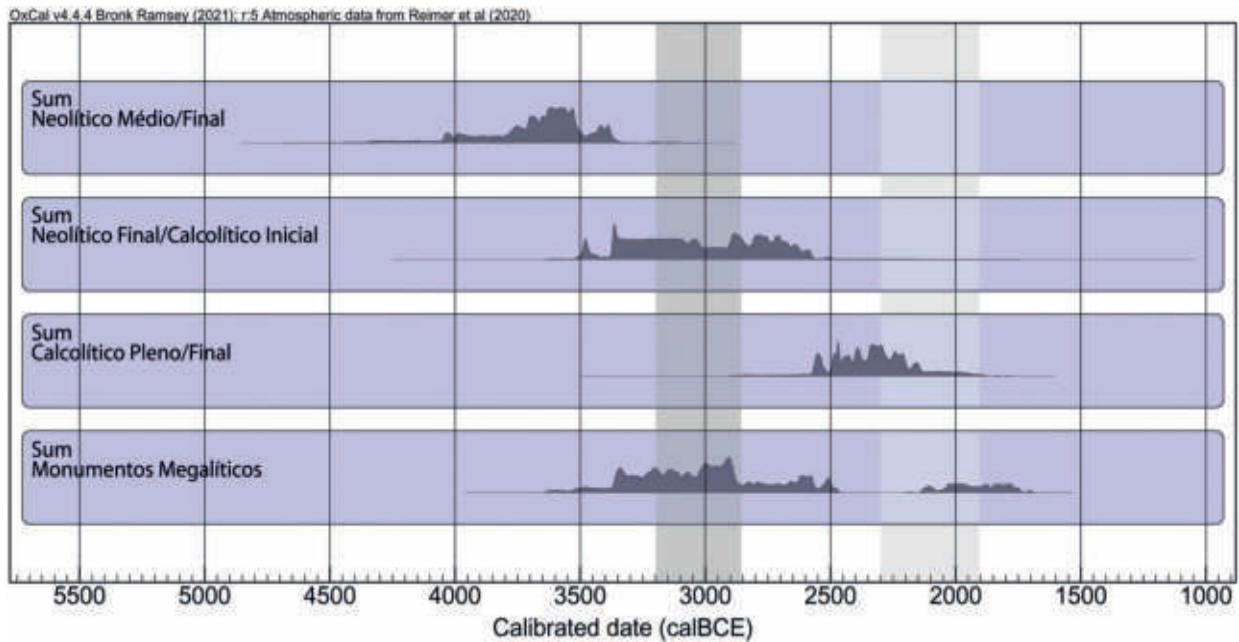 OxCal v4.4.4 Bronk Ramsey (2021); r:5 Atmospheric data from Reimer et al (2020)
Sum
Neolítico Médio/Final
Sum
Neolítico Final/Calcolítico Inicial
Sum
Calcolítico Pleno/Final
Sum
Monumentos Megalíticos
5500 5000 4500 4000 3500 3000 2500 2000 1500 1000
Calibrated date (calBCE)